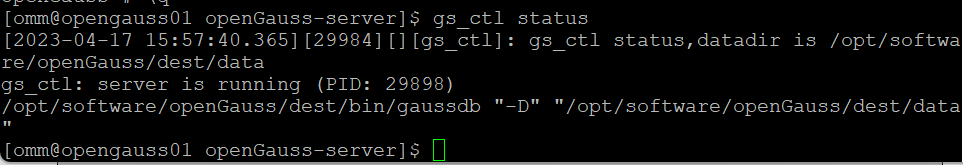 [omm@opengauss01 openGauss-server]$ gs_ctl status
[2023-04-17 15:57:40.365][29984][][gs_ctl]: gs_ctl status,datadir is /opt/softwa
re/openGauss/dest/data
gs_ctl: server is running (PID: 29898)
/opt/software/openGauss/dest/bin/gaussdb "-D" "/opt/software/openGauss/dest/data
"
[omm@opengauss01 openGauss-server]$